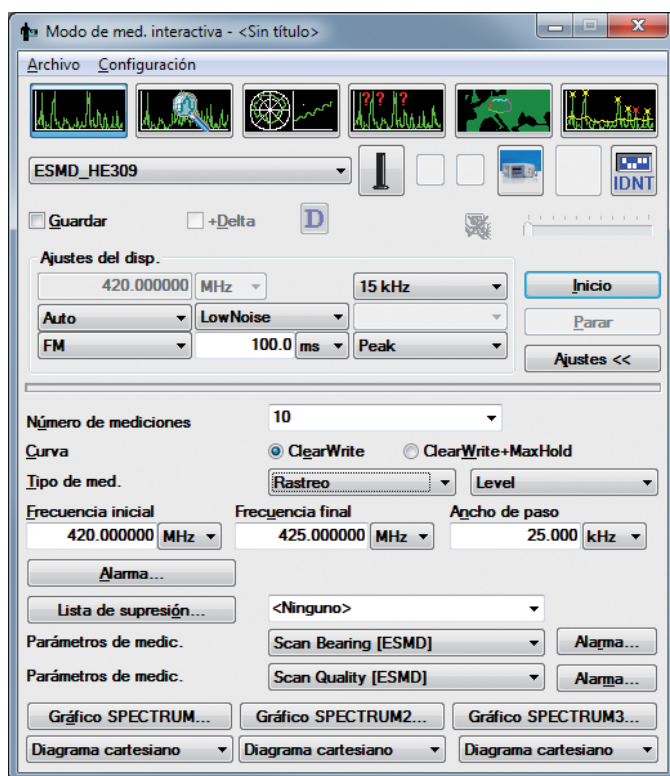 Modo de med. interactiva - <Sin título>
Archivo Configuración
? ? ?
ESMD_HE309
IDNT
Guardar +Delta D
Ajustes del disp.
420.000000 MHz 15 kHz Inicio
Auto LowNoise Parar
FM 100.0 ms Peak Ajustes <<
Número de mediciones 10
Curva ClearWrite ClearWrite+MaxHold
Tipo de med. Rastreo Level
Frecuencia inicial Frecuencia final Ancho de paso
420.000000 MHz 425.000000 MHz 25.000 kHz
Alarma...
Lista de supresión... <Ninguno>
Parámetros de medic. Scan Bearing [ESMD] Alarma...
Parámetros de medic. Scan Quality [ESMD] Alarma...
Gráfico SPECTRUM... Gráfico SPECTRUM2... Gráfico SPECTRUM3...
Diagrama cartesiano Diagrama cartesiano Diagrama cartesiano